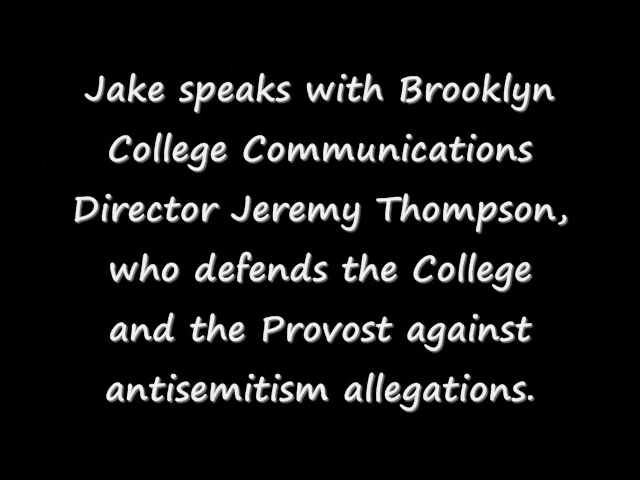 Jake speaks with Brooklyn
College Communications
Director Jeremy Thompson,
who defends the College
and the Provost against
antisemitism allegations.